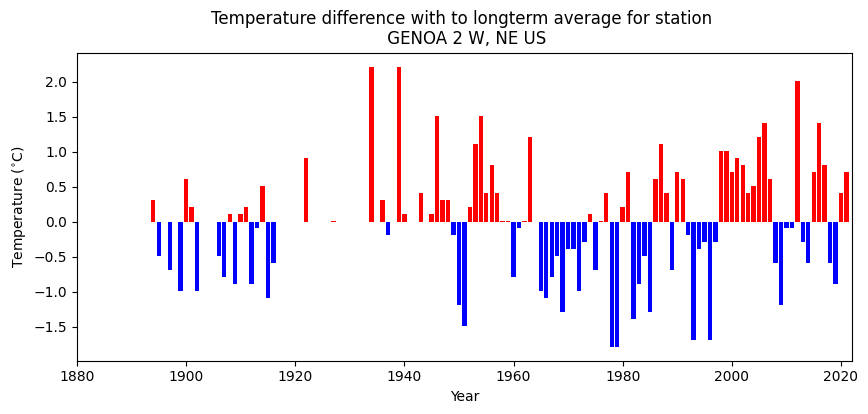 Temperature difference with to longterm average for station
GENOA 2 W, NE US
Temperature (°C)
2.0
1.5
1.0
0.5
0.0
−0.5
−1.0
−1.5
1880 1900 1920 1940 1960 1980 2000 2020
Year